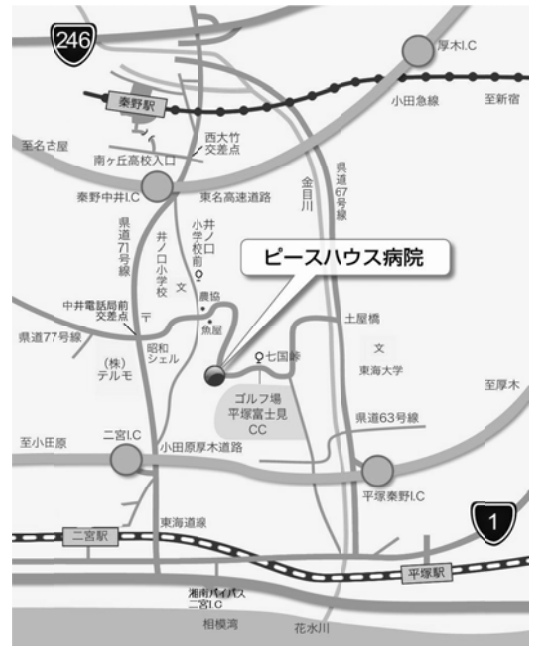 246
厚木I.C
秦野駅
小田急線
至新宿
西大竹
交差点
至名古屋
南ヶ丘高校入口
秦野中井I.C
東名高速道路
金目川
県道67号線
県道71号線
井ノ口小学校
井ノ口
小学校前
文
ピースハウス病院
農協
魚屋
中井電話局前
交差点
〒
県道77号線
昭和
シェル
(株)
テルモ
七国峠
土屋橋
文
東海大学
ゴルフ場
平塚富士見
CC
至厚木
県道63号線
至小田原
二宮I.C
小田原厚木道路
平塚秦野I.C
東海道線
1
二宮駅
平塚駅
湘南バイパス
二宮I.C
相模湾
花水川